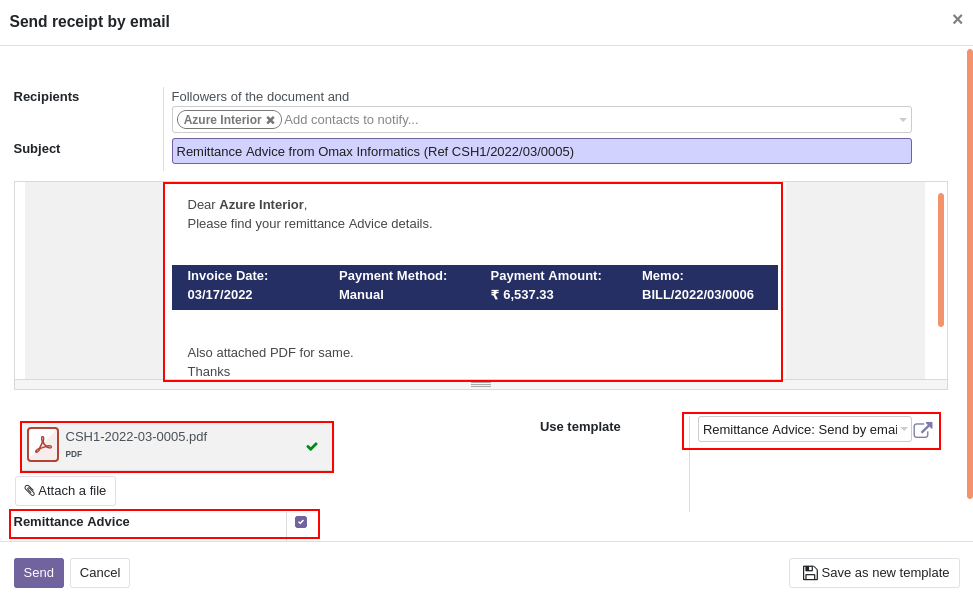 Send receipt by email
×
Recipients
Followers of the document and
Azure Interior ✖ Add contacts to notify...
Subject
Remittance Advice from Omax Informatics (Ref CSH1/2022/03/0005)
Dear Azure Interior,
Please find your remittance Advice details.
Invoice Date: Payment Method: Payment Amount: Memo:
03/17/2022 Manual ₹ 6,537.33 BILL/2022/03/0006
Also attached PDF for same.
Thanks
CSH1-2022-03-0005.pdf
PDF
Use template
Remittance Advice: Send by emai
Attach a file
Remittance Advice
Send
Cancel
Save as new template